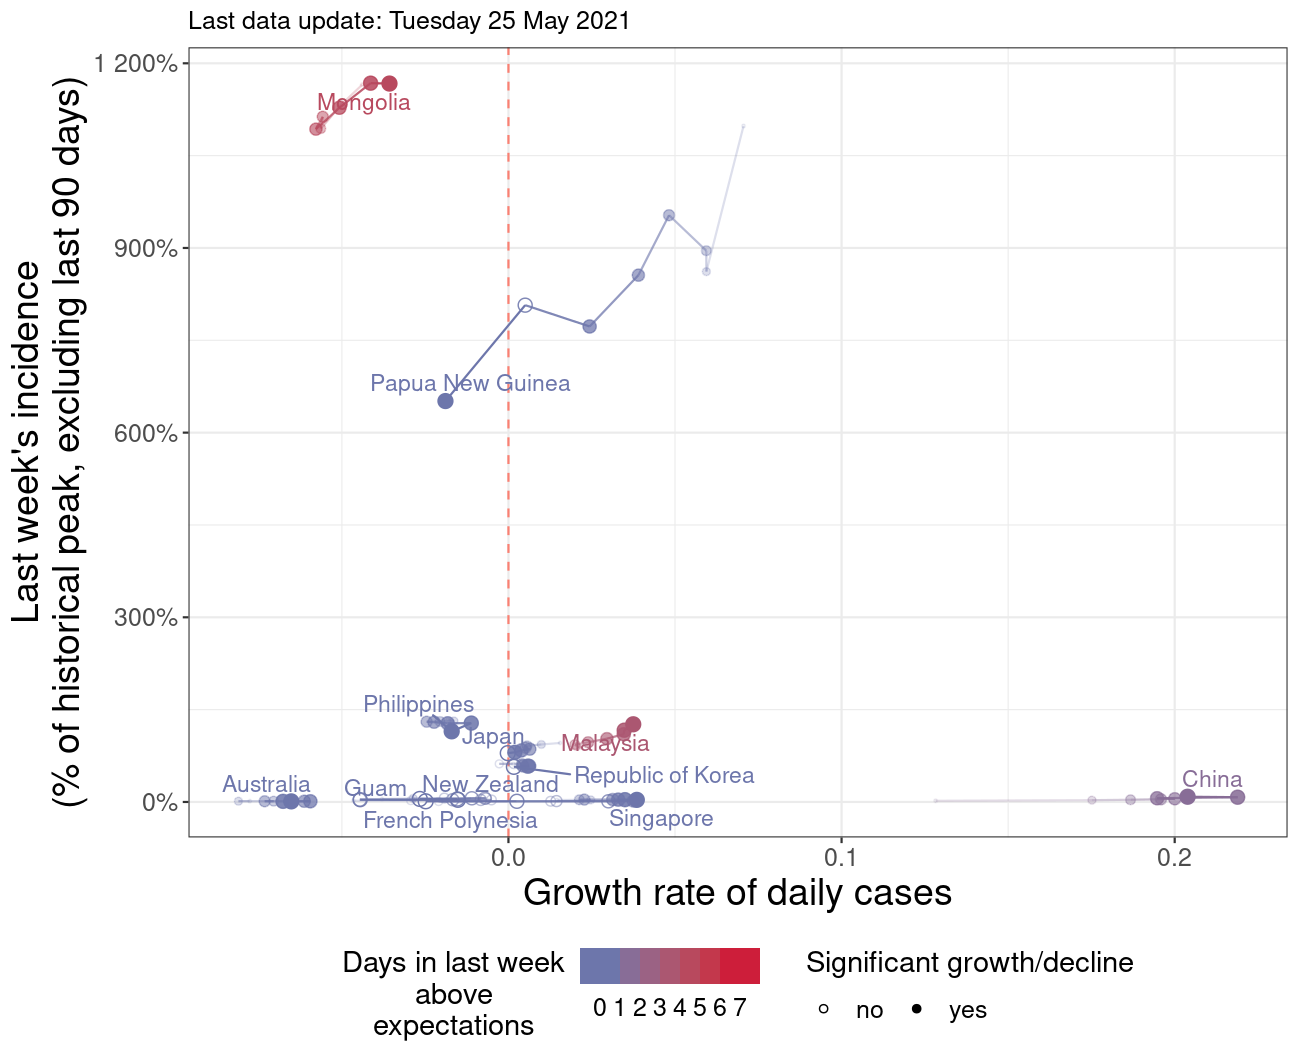 Last data update: Tuesday 25 May 2021
1 200%
900%
600%
300%
0%
Last week's incidence
(% of historical peak, excluding last 90 days)
Mongolia
Papua New Guinea
Philippines
Japan
Malaysia
Republic of Korea
Australia
Guam
New Zealand
China
French Polynesia
Singapore
0.0
0.1
0.2
Growth rate of daily cases
Days in last week
above
expectations
0 1 2 3 4 5 6 7
Significant growth/decline
no
yes